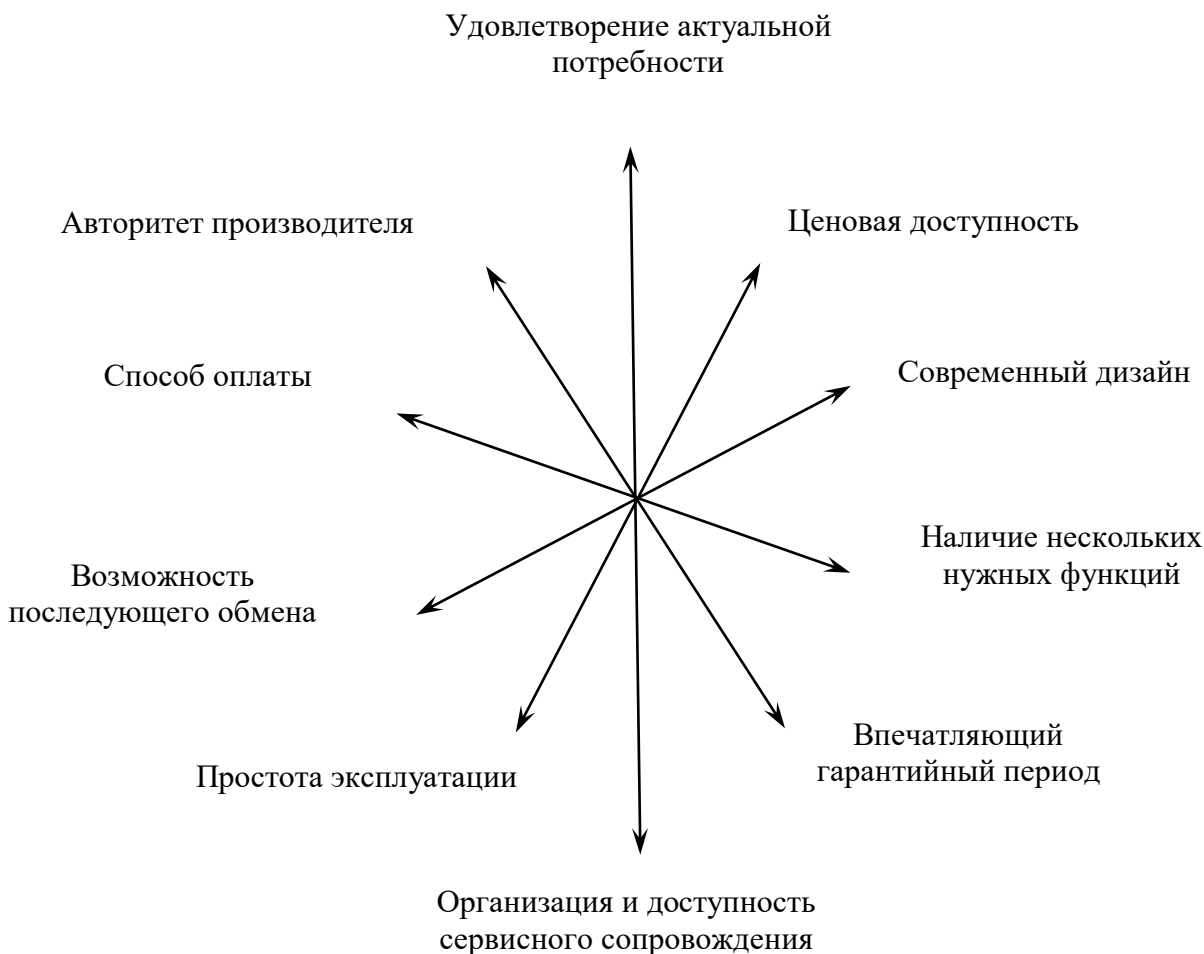 Удовлетворение актуальной
потребности
Авторитет производителя
Ценовая доступность
Способ оплаты
Современный дизайн
Наличие нескольких
нужных функций
Возможность
последующего обмена
Впечатляющий
гарантийный период
Простота эксплуатации
Организация и доступность
сервисного сопровождения